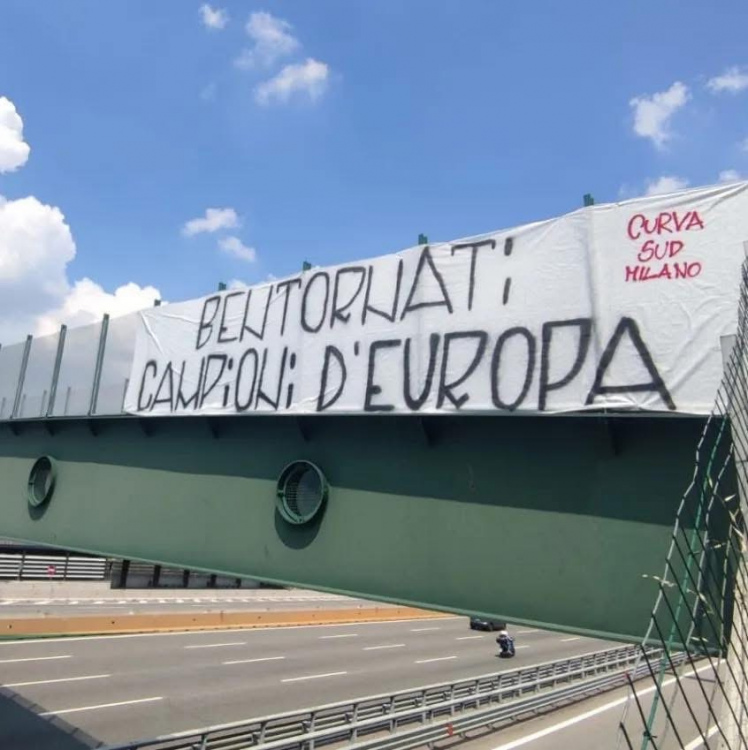 BENTORNATi
CAMPiONi D'EUROPA
CURVA
SUD
MILANO